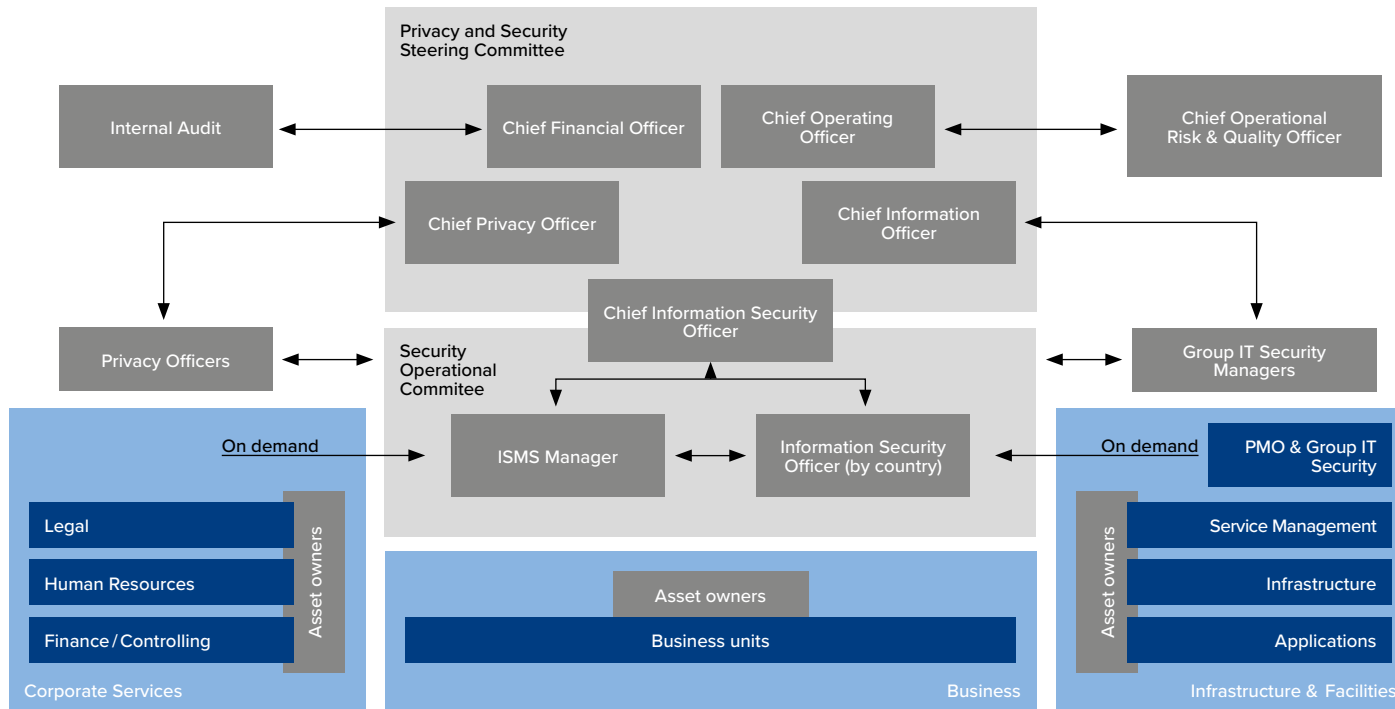 Privacy and Security
Steering Committee
Internal Audit
Chief Financial Officer
Chief Operating
Officer
Chief Operational
Risk & Quality Officer
Chief Privacy Officer
Chief Information
Officer
Chief Information Security
Officer
Privacy Officers
Security
Operational
Commitee
Group IT Security
Managers
On demand
ISMS Manager
Information Security
Officer (by country)
On demand
PMO & Group IT
Security
Legal
Human Resources
Finance / Controlling
Asset owners
Corporate Services
Asset owners
Business units
Business
Asset owners
Service Management
Infrastructure
Applications
Infrastructure & Facilities